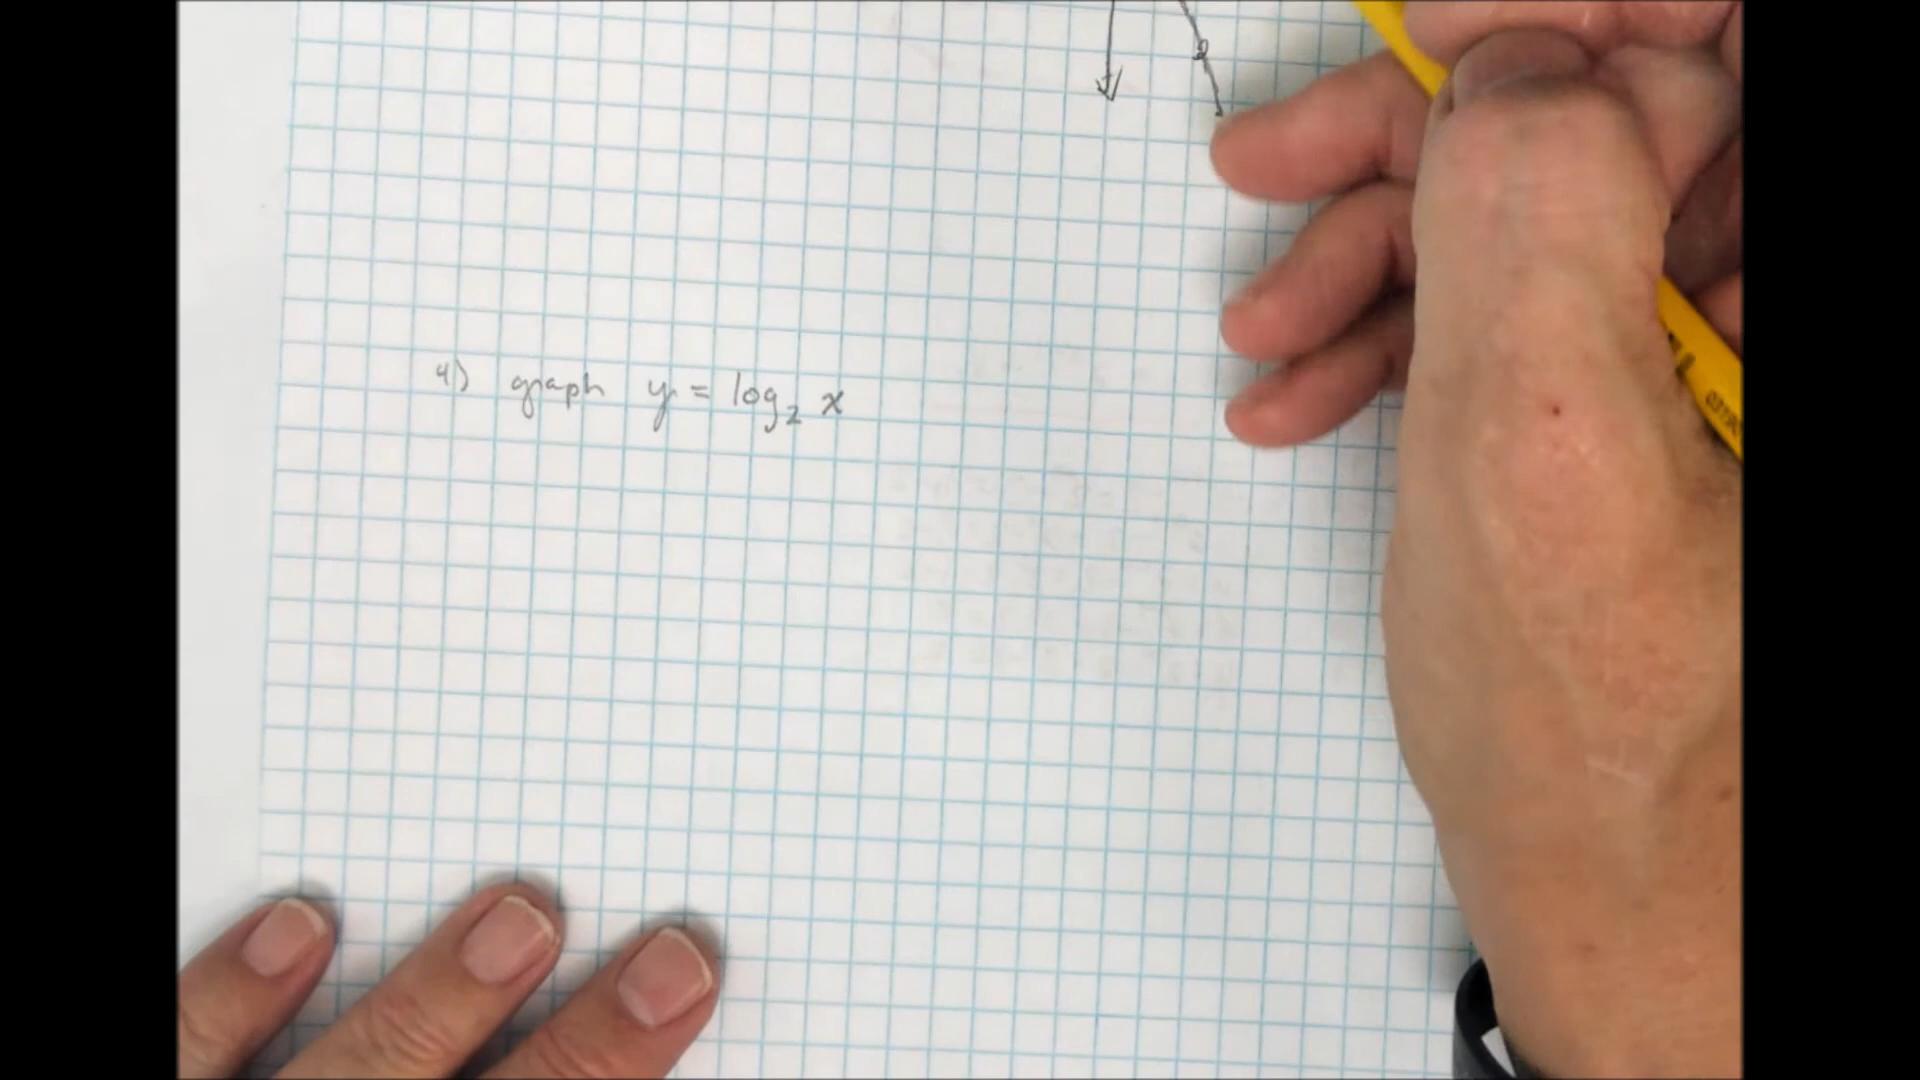 4) graph y = log₂ x